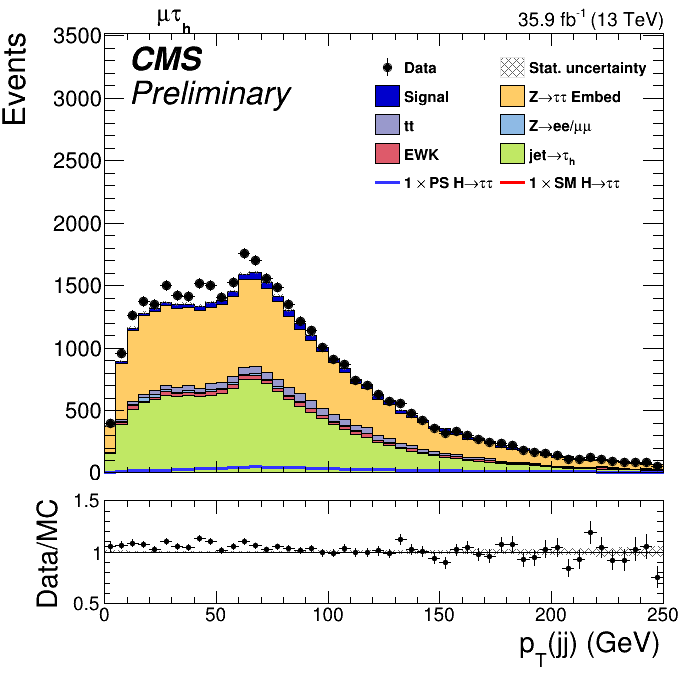 μτh 35.9 fb-1 (13 TeV)
CMS
Preliminary
Events
3500
3000
2500
2000
1500
1000
500
0
Data
Stat. uncertainty
Signal
Z→ττ Embed
tt
Z→ee/μμ
EWK
jet→τh
1 × PS H→ττ
1 × SM H→ττ
Data/MC
1.5
1
0.5
0 50 100 150 200 250
pT(jj) (GeV)